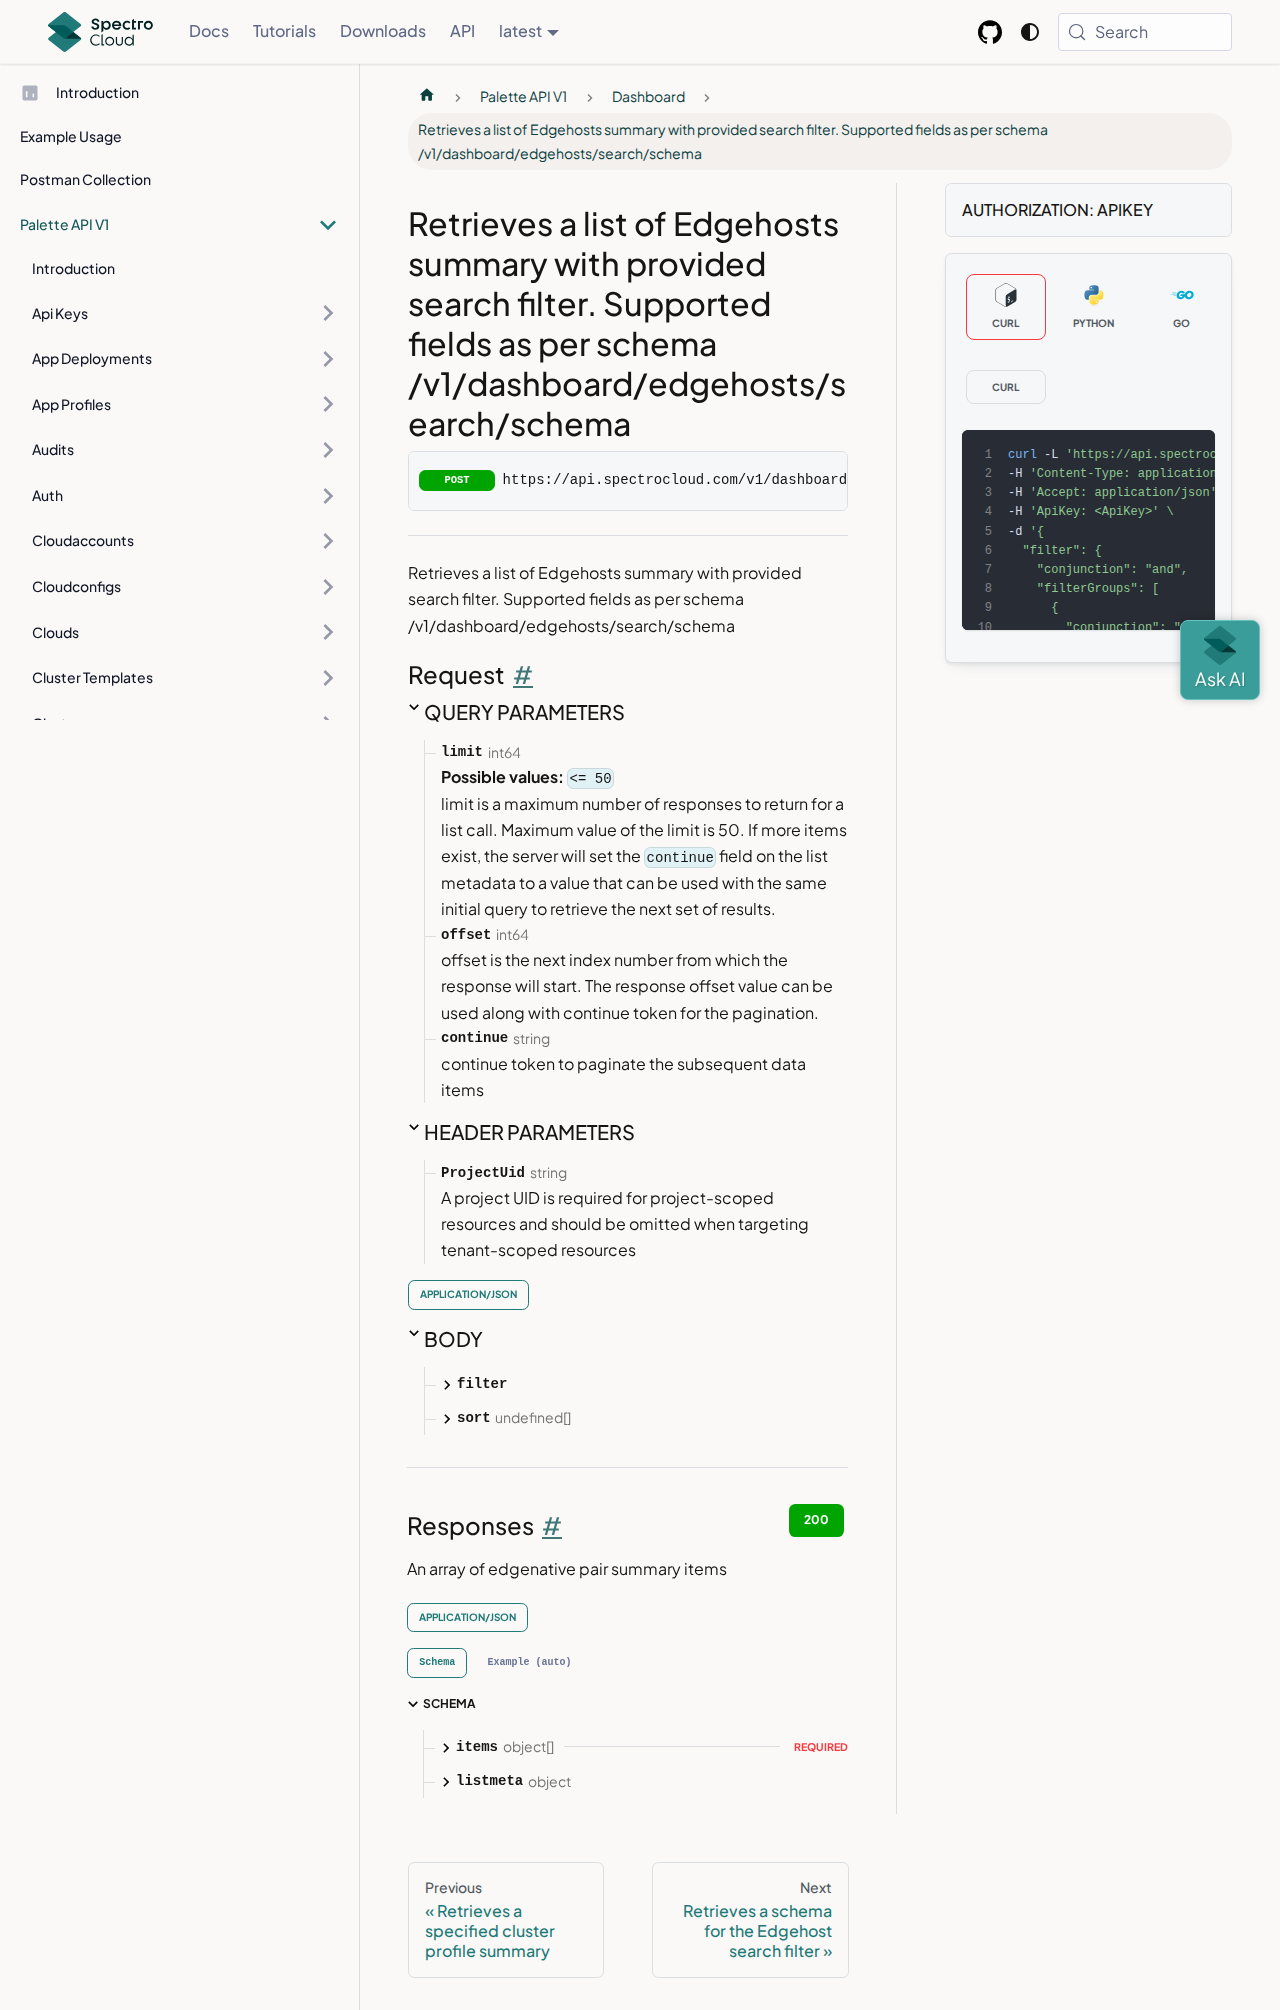 Spectro Cloud
Docs
Tutorials
Downloads
API
latest
Search
Introduction
Example Usage
Postman Collection
Palette API V1
Introduction
Api Keys
App Deployments
App Profiles
Audits
Auth
Cloudaccounts
Cloudconfigs
Clouds
Cluster Templates
Palette API V1
Dashboard
Retrieves a list of Edgehosts summary with provided search filter. Supported fields as per schema
/v1/dashboard/edgehosts/search/schema
Retrieves a list of Edgehosts
summary with provided
search filter. Supported
fields as per schema
/v1/dashboard/edgehosts/s
earch/schema
POST https://api.spectrocloud.com/v1/dashboard
Retrieves a list of Edgehosts summary with provided
search filter. Supported fields as per schema
/v1/dashboard/edgehosts/search/schema
Request #
QUERY PARAMETERS
limit int64
Possible values: <= 50
limit is a maximum number of responses to return for a
list call. Maximum value of the limit is 50. If more items
exist, the server will set the continue field on the list
metadata to a value that can be used with the same
initial query to retrieve the next set of results.
offset int64
offset is the next index number from which the
response will start. The response offset value can be
used along with continue token for the pagination.
continue string
continue token to paginate the subsequent data
items
HEADER PARAMETERS
ProjectUid string
A project UID is required for project-scoped
resources and should be omitted when targeting
tenant-scoped resources
APPLICATION/JSON
BODY
filter
sort undefined[]
Responses #
200
An array of edgenative pair summary items
APPLICATION/JSON
Schema
Example (auto)
SCHEMA
items object[] REQUIRED
listmeta object
Previous
« Retrieves a
specified cluster
profile summary
Next
Retrieves a schema
for the Edgehost
search filter »
AUTHORIZATION: APIKEY
CURL
PYTHON
GO
CURL
1 curl -L 'https://api.spectroc
2 -H 'Content-Type: application
3 -H 'Accept: application/json'
4 -H 'ApiKey: <ApiKey>' \
5 -d '{
6 "filter": {
7 "conjunction": "and",
8 "filterGroups": [
9 {
10 "conjunction": "
Ask AI